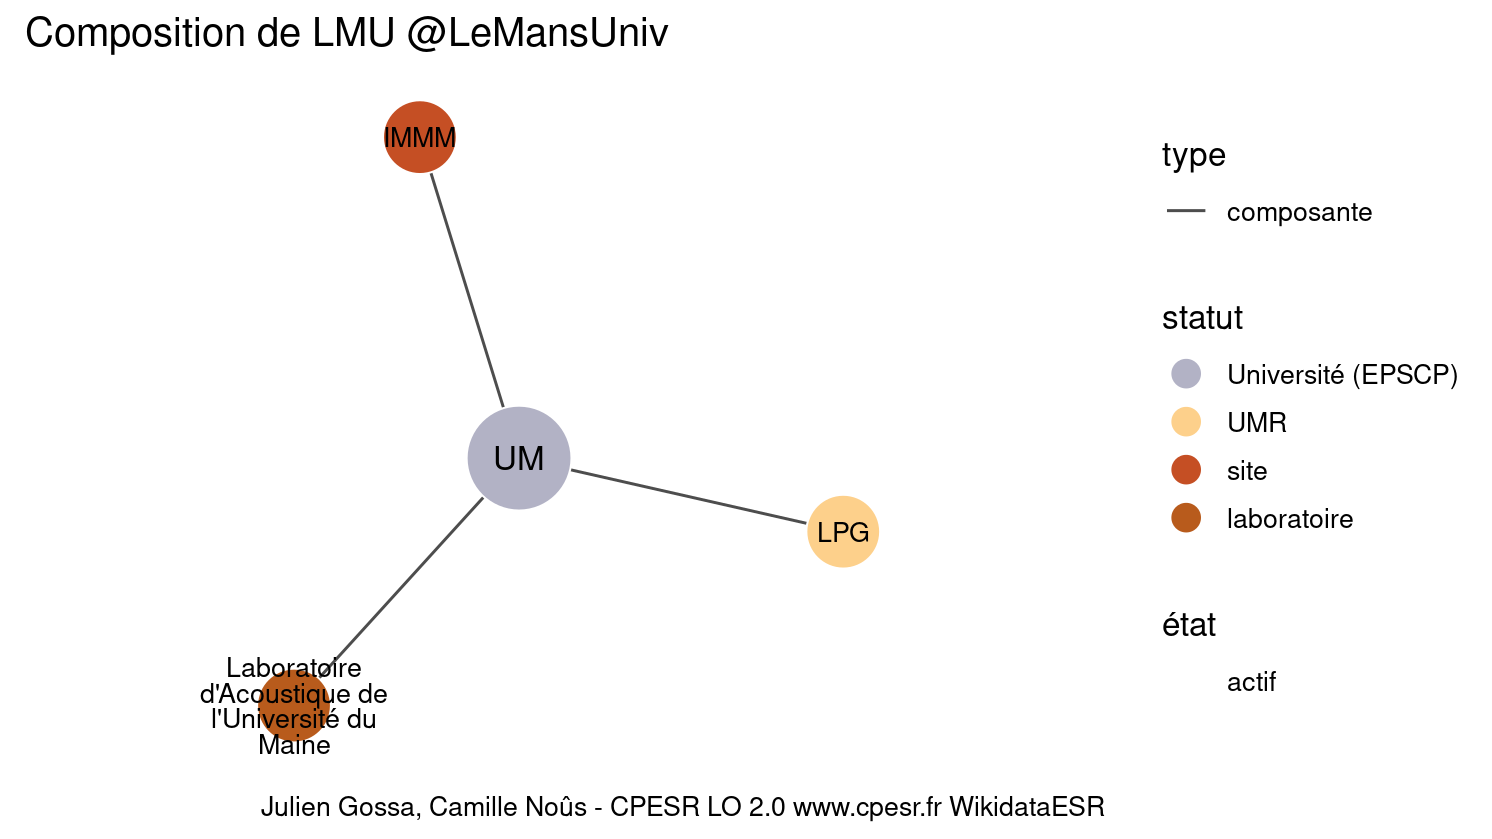 Composition de LMU @LeMansUniv
IMMM
UM
LPG
Laboratoire
d'Acoustique de
l'Université du
Maine
type
composante
statut
Université (EPSCP)
UMR
site
laboratoire
état
actif
Julien Gossa, Camille Noûs - CPESR LO 2.0 www.cpesr.fr WikidataESR